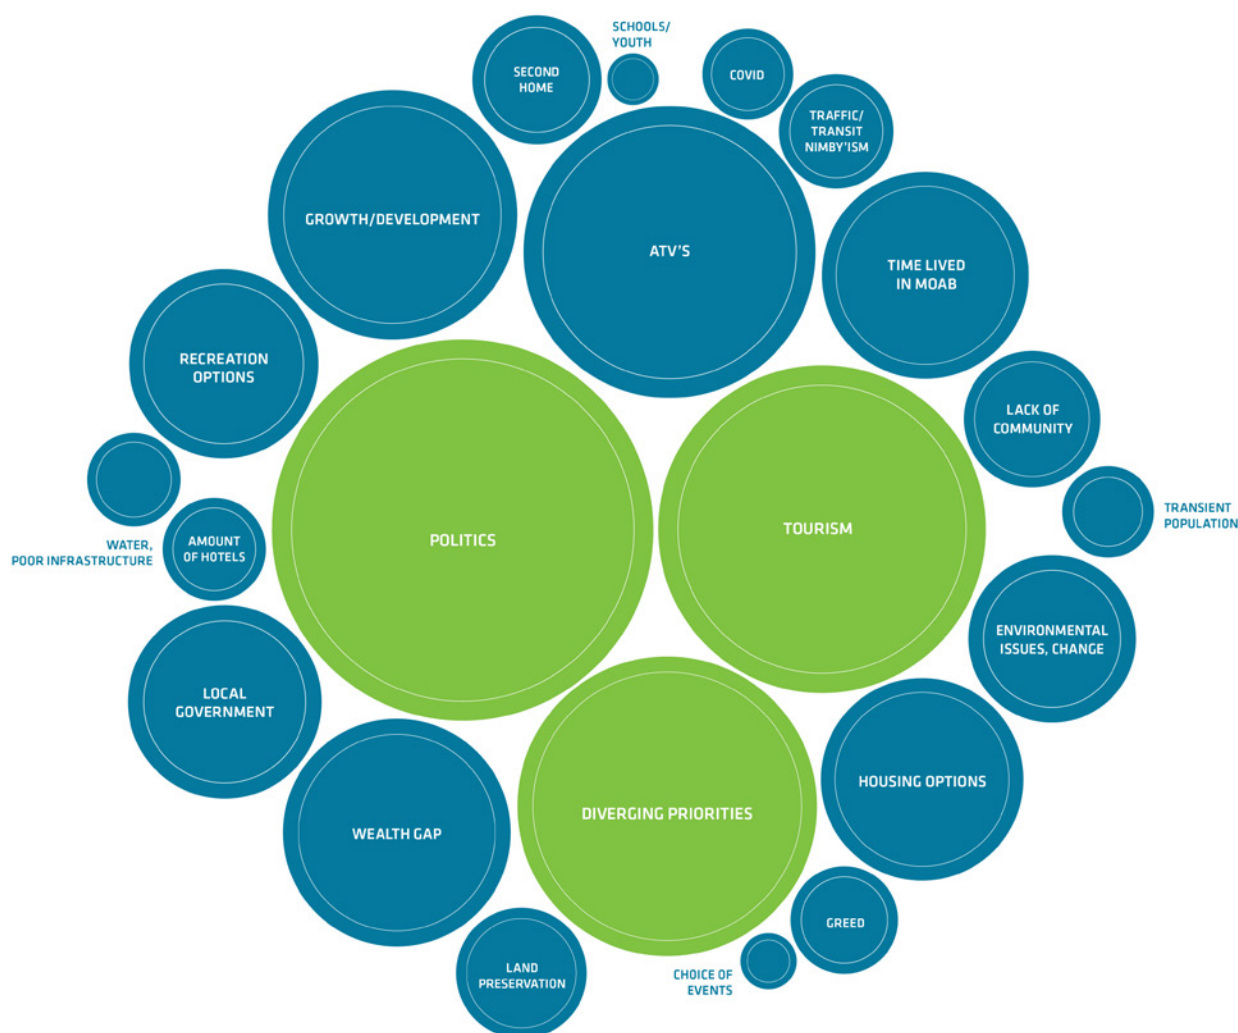 SCHOOLS/
YOUTH
SECOND
HOME
COVID
TRAFFIC/
TRANSIT
NIMBY'ISM
GROWTH/DEVELOPMENT
ATV'S
TIME LIVED
IN MOAB
RECREATION
OPTIONS
LACK OF
COMMUNITY
TRANSIENT
POPULATION
WATER,
POOR INFRASTRUCTURE
AMOUNT
OF HOTELS
POLITICS
TOURISM
ENVIRONMENTAL
ISSUES, CHANGE
LOCAL
GOVERNMENT
HOUSING OPTIONS
WEALTH GAP
DIVERGING PRIORITIES
GREED
LAND
PRESERVATION
CHOICE OF
EVENTS